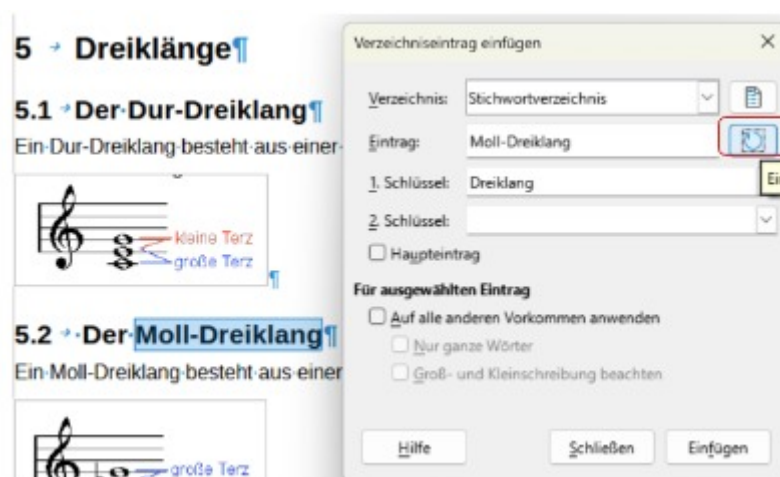 5 Dreiklänge¶
5.1 Der·Dur-Dreiklang¶
Ein·Dur-Dreiklang·besteht·aus·einer·
kleine Terz
große Terz
¶
5.2 ·Der·Moll-Dreiklang¶
Ein·Moll-Dreiklang·besteht·aus·einer
große Terz
Verzeichniseintrag einfügen
Verzeichnis: Stichwortverzeichnis
Eintrag: Moll-Dreiklang
Ei
1. Schlüssel: Dreiklang
2. Schlüssel:
Haupteintrag
Für ausgewählten Eintrag
Auf alle anderen Vorkommen anwenden
Nur ganze Wörter
Groß- und Kleinschreibung beachten
Hilfe
Schließen
Einfügen